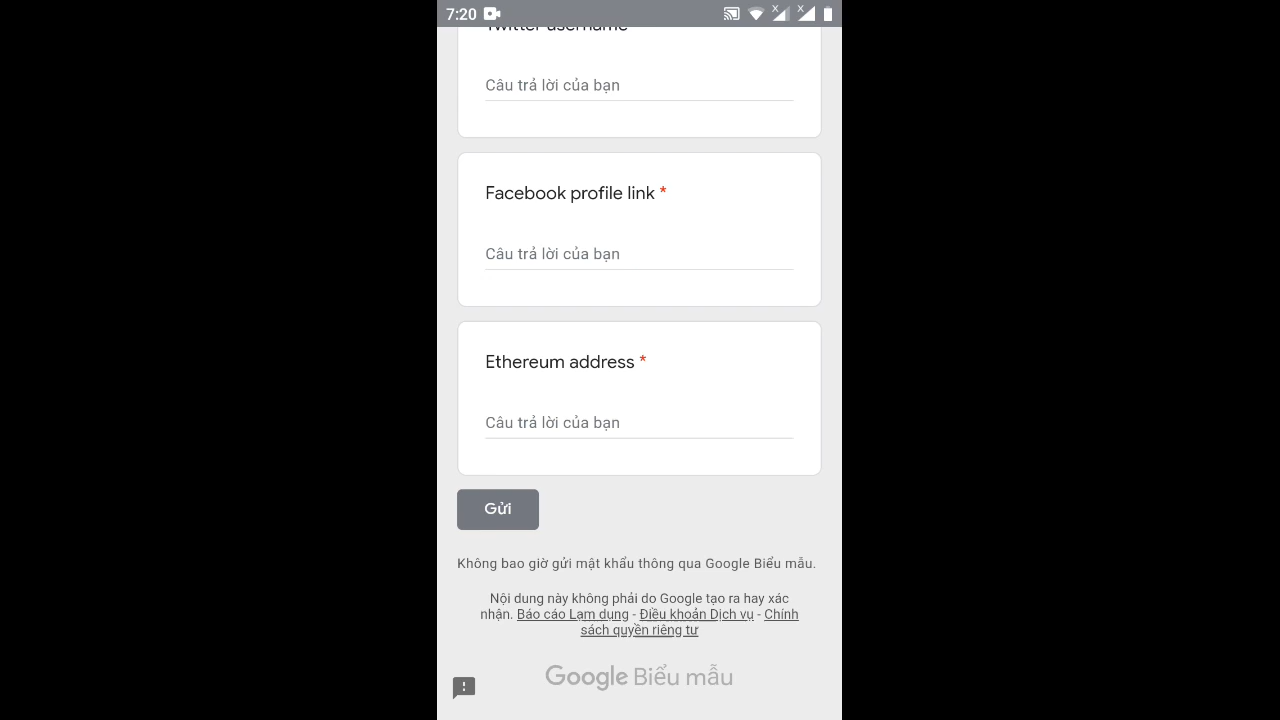 7:20
Twitter username
Câu trả lời của bạn
Facebook profile link *
Câu trả lời của bạn
Ethereum address *
Câu trả lời của bạn
Gửi
Không bao giờ gửi mật khẩu thông qua Google Biểu mẫu.
Nội dung này không phải do Google tạo ra hay xác
nhận. Báo cáo Lạm dụng - Điều khoản Dịch vụ - Chính
sách quyền riêng tư
Google Biểu mẫu